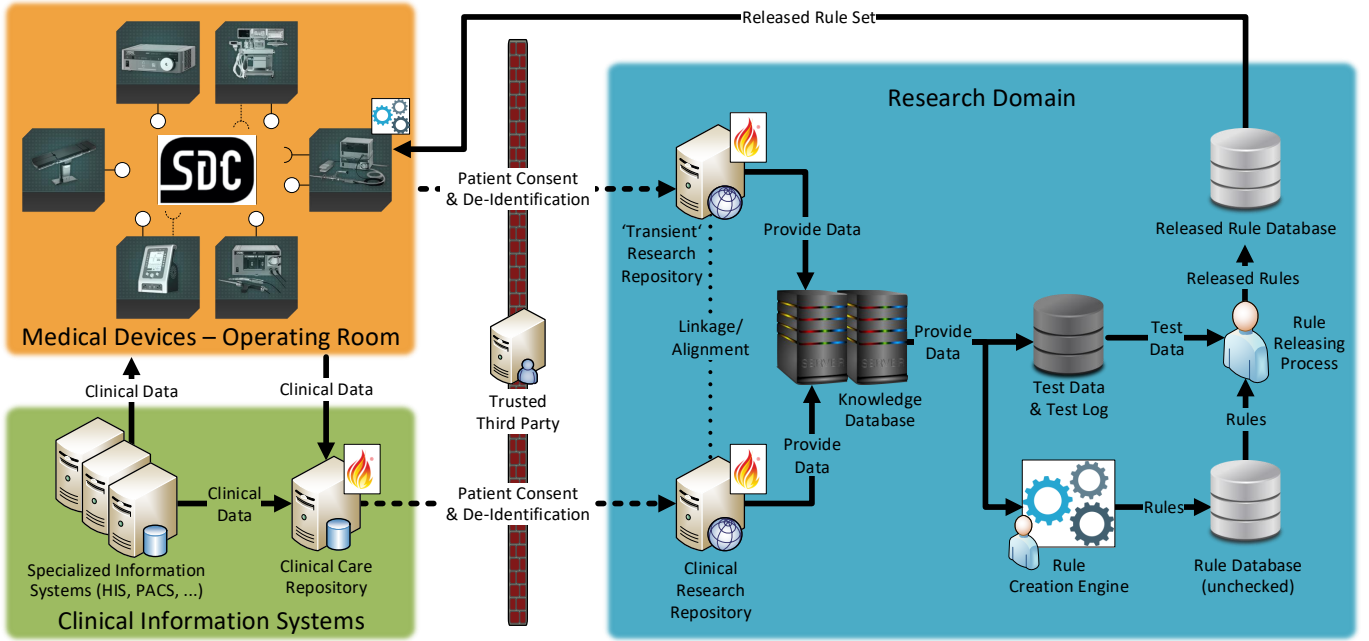 Released Rule Set
Research Domain
SDC
Medical Devices – Operating Room
Patient Consent
& De-Identification
‘Transient‘
Research
Repository
Provide Data
Released Rule Database
Released Rules
Linkage/
Alignment
Provide
Data
Test
Data
Rule
Releasing
Process
Clinical Data
Clinical Data
Trusted
Third Party
Knowledge
Database
Test Data
& Test Log
Provide
Data
Rules
Clinical
Data
Patient Consent
& De-Identification
Rules
Specialized Information
Systems (HIS, PACS, ...)
Clinical Care
Repository
Clinical
Research
Repository
Rule
Creation Engine
Rule Database
(unchecked)
Clinical Information Systems